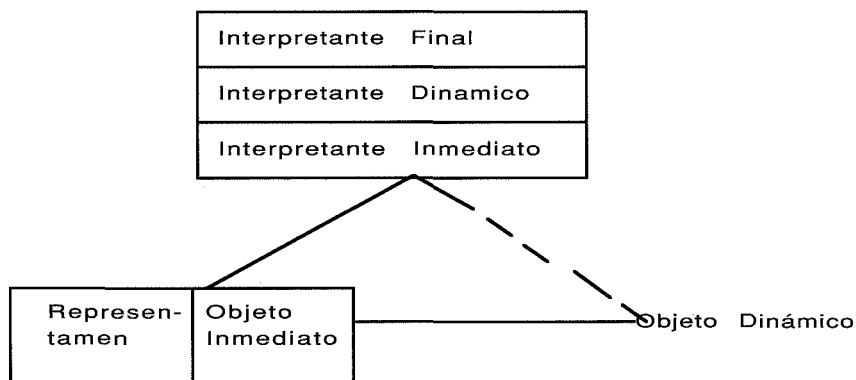 Interpretante Final
Interpretante Dinamico
Interpretante Inmediato
Represen-
tamen
Objeto
Inmediato
Objeto Dinámico